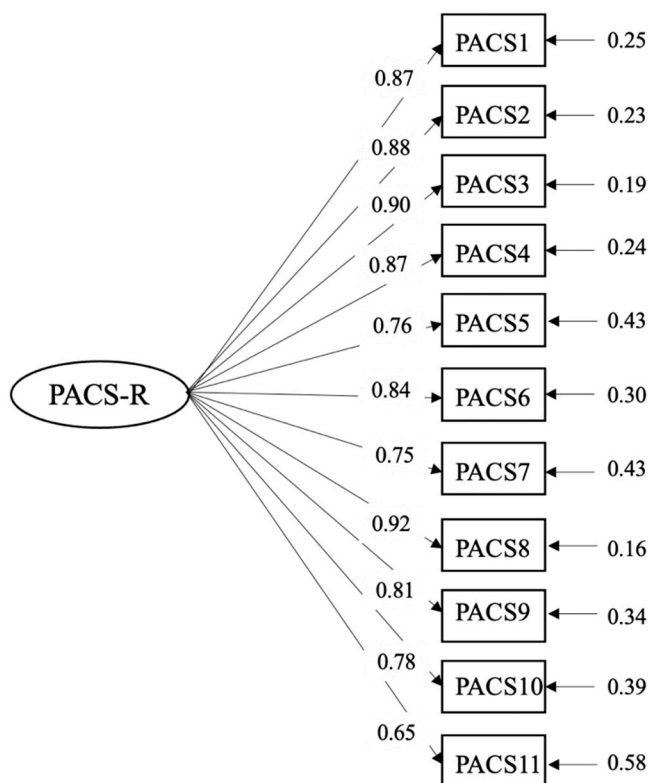 PACS1 0.25
0.87
PACS2 0.23
0.88
PACS3 0.19
0.90
PACS4 0.24
0.87
PACS5 0.43
0.76
PACS-R
0.84
PACS6 0.30
0.75
PACS7 0.43
0.92
PACS8 0.16
0.81
PACS9 0.34
0.78
PACS10 0.39
0.65
PACS11 0.58